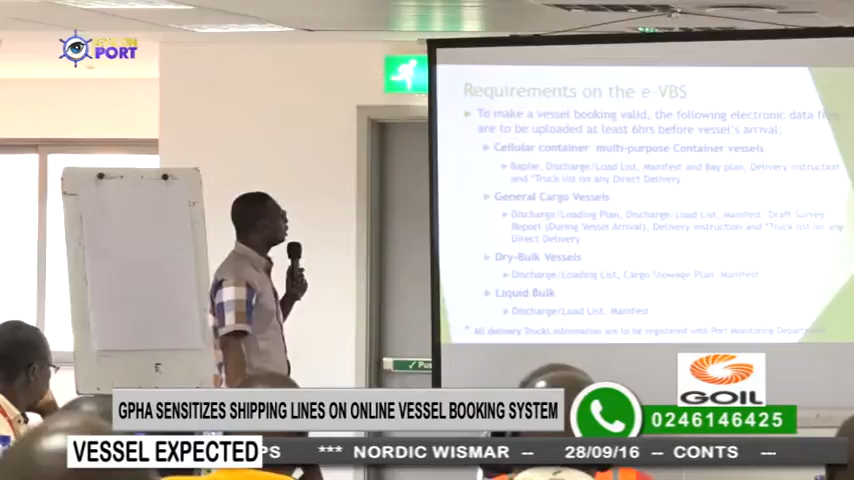 PORT
Requirements on the e-VBS
To make a vessel booking valid, the following electronic data
are to be uploaded at least 6hrs before vessel's arrival:
Cellular container multi-purpose Container vessels
Baplie, Discharge/Load List, Manifest and Bay plan, Delivery instruction
and *Truck list on any Direct Delivery
General Cargo Vessels
Discharge/Loading Plan, Discharge/Load List, Manifest, Draft Survey
Report (During Vessel Arrival), Delivery instruction and *Truck list on any
Direct Delivery
Dry-Bulk Vessels
Discharge/Loading List, Cargo Stowage Plan, Manifest
Liquid Bulk
Discharge/Load List, Manifest
* All delivery Trucks information are to be registered with Port Monitoring Department
GPHA SENSITIZES SHIPPING LINES ON ONLINE VESSEL BOOKING SYSTEM
GOIL
0246146425
VESSEL EXPECTED
PS *** NORDIC WISMAR -- 28/09/16 -- CONTS ---